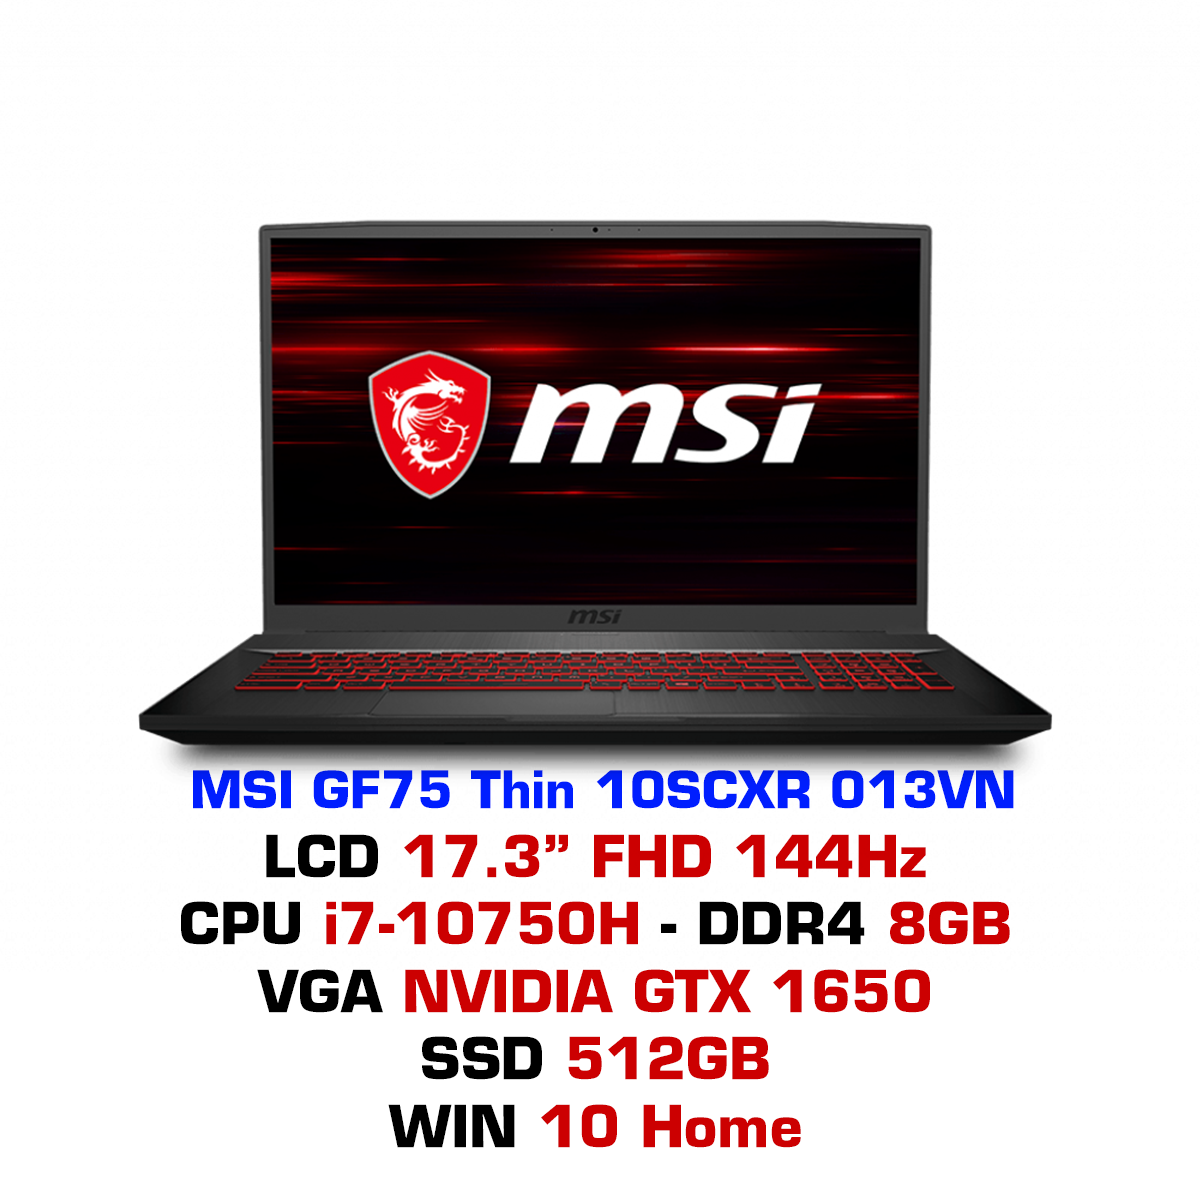 msi
msi
MSI GF75 Thin 10SCXR 013VN
LCD 17.3” FHD 144Hz
CPU i7-10750H - DDR4 8GB
VGA NVIDIA GTX 1650
SSD 512GB
WIN 10 Home